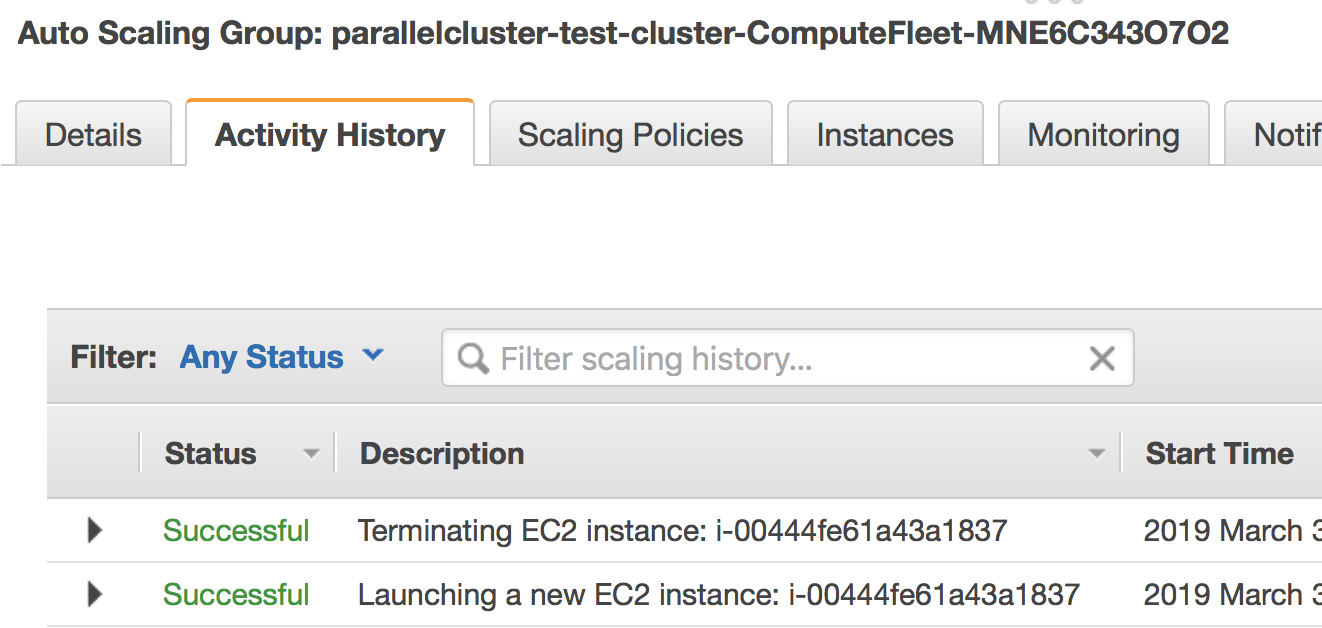 Auto Scaling Group: parallelcluster-test-cluster-ComputeFleet-MNE6C343O7O2
Details Activity History Scaling Policies Instances Monitoring Notif
Filter: Any Status Filter scaling history...
Status Description Start Time
Successful Terminating EC2 instance: i-00444fe61a43a1837 2019 March 3
Successful Launching a new EC2 instance: i-00444fe61a43a1837 2019 March 3